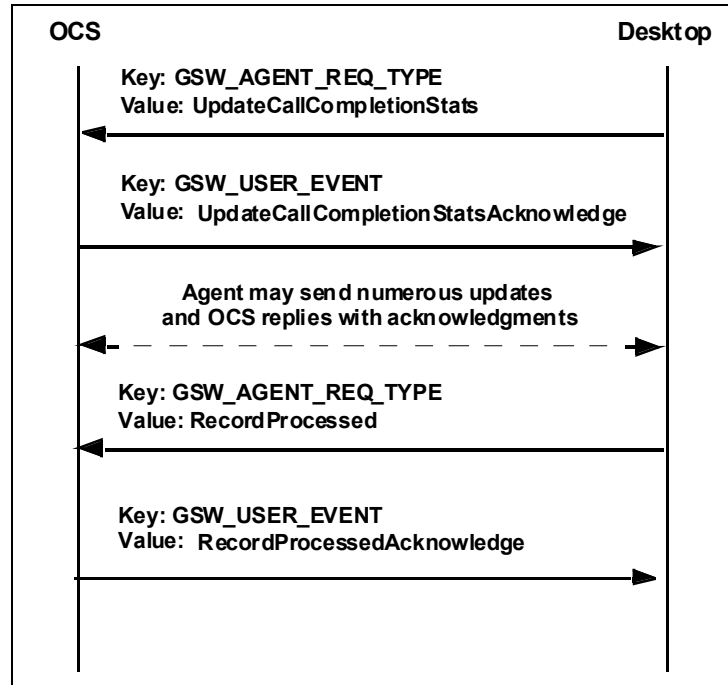 OCS
Desktop
Key: GSW_AGENT_REQ_TYPE
Value: UpdateCallCompletionStats
Key: GSW_USER_EVENT
Value: UpdateCallCompletionStatsAcknowledge
Agent may send numerous updates
and OCS replies with acknowledgments
Key: GSW_AGENT_REQ_TYPE
Value: RecordProcessed
Key: GSW_USER_EVENT
Value: RecordProcessedAcknowledge